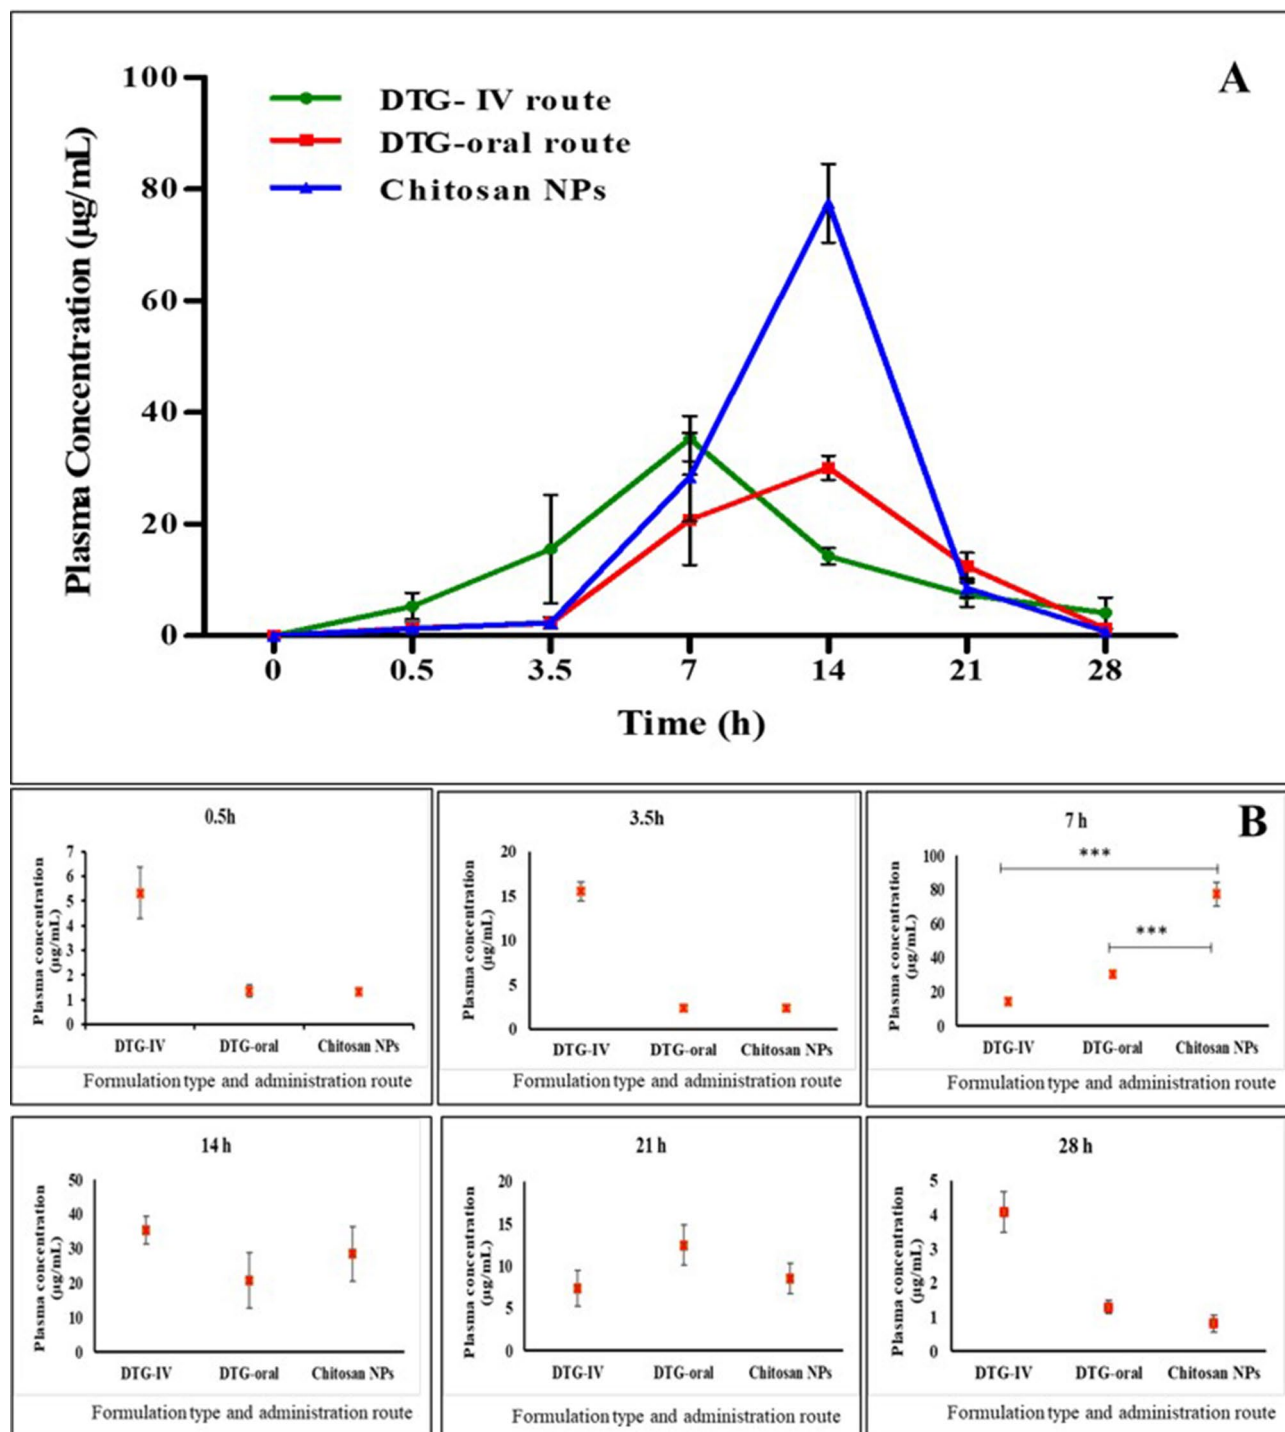 A
DTG- IV route
DTG-oral route
Chitosan NPs
Plasma Concentration (µg/mL)
100
80
60
40
20
0
0 0.5 3.5 7 14 21 28
Time (h)
B
0.5h
Plasma concentration
(µg/mL)
7
6
5
4
3
2
1
0
DTG-IV DTG-oral Chitosan NPs
Formulation type and administration route
3.5h
Plasma concentration
(µg/mL)
20
15
10
5
0
DTG-IV DTG-oral Chitosan NPs
Formulation type and administration route
7 h
Plasma concentration
(µg/mL)
100
80
60
40
20
0
***
***
DTG-IV DTG-oral Chitosan NPs
Formulation type and administration route
14 h
Plasma concentration
(µg/mL)
50
40
30
20
10
0
DTG-IV DTG-oral Chitosan NPs
Formulation type and administration route
21 h
Plasma concentration
(µg/mL)
20
15
10
5
0
DTG-IV DTG-oral Chitosan NPs
Formulation type and administration route
28 h
Plasma concentration
(µg/mL)
5
4
3
2
1
0
DTG-IV DTG-oral Chitosan NPs
Formulation type and administration route